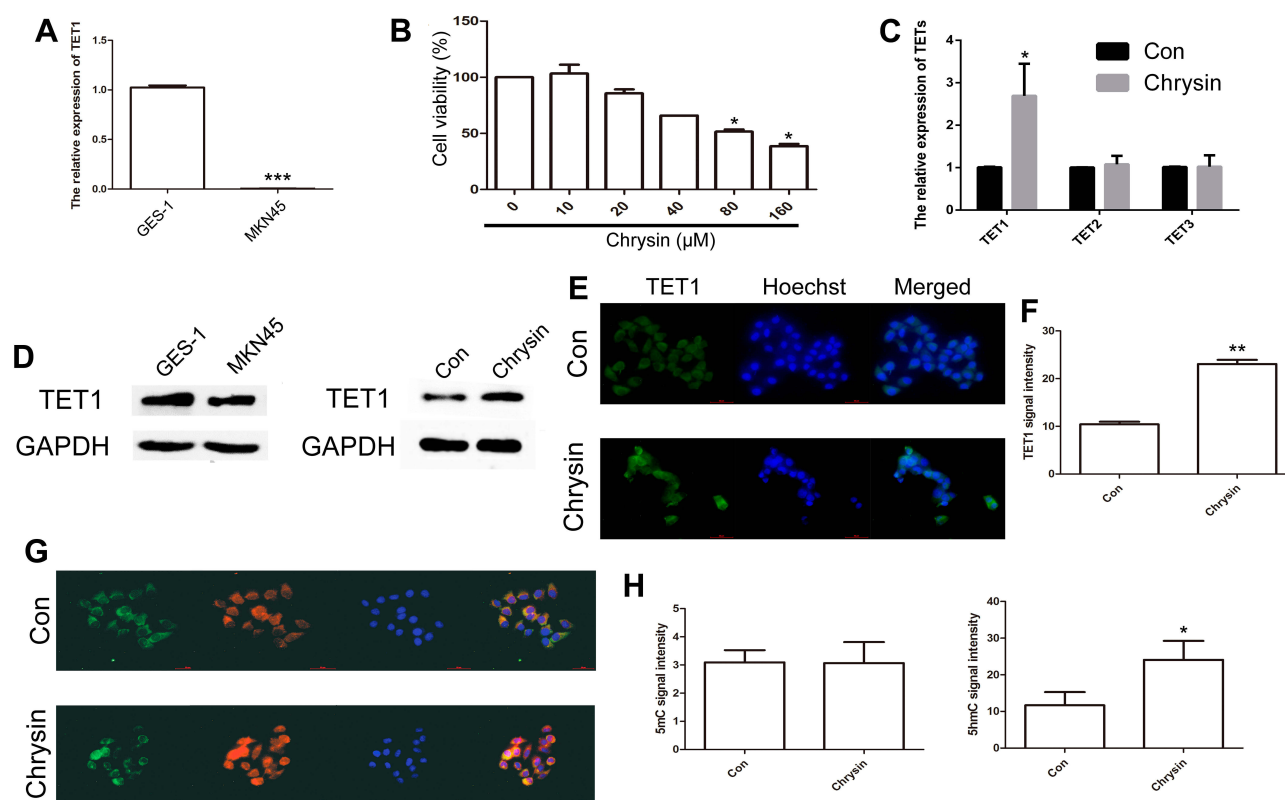 A
The relative expression of TET1
1.5
1.0
0.5
0.0
***
GES-1
MKN45
B
Cell viability (%)
150
100
50
0
*
*
0
10
20
40
80
160
Chrysin (µM)
C
The relative expression of TETs
4
3
2
1
0
*
Con
Chrysin
TET1
TET2
TET3
D
GES-1
MKN45
TET1
GAPDH
Con
Chrysin
TET1
GAPDH
E
TET1
Hoechst
Merged
Con
Chrysin
F
TET1 signal intensity
30
20
10
0
**
Con
Chrysin
G
Con
Chrysin
H
5mC signal intensity
5
4
3
2
1
0
Con
Chrysin
5hmC signal intensity
40
30
20
10
0
*
Con
Chrysin